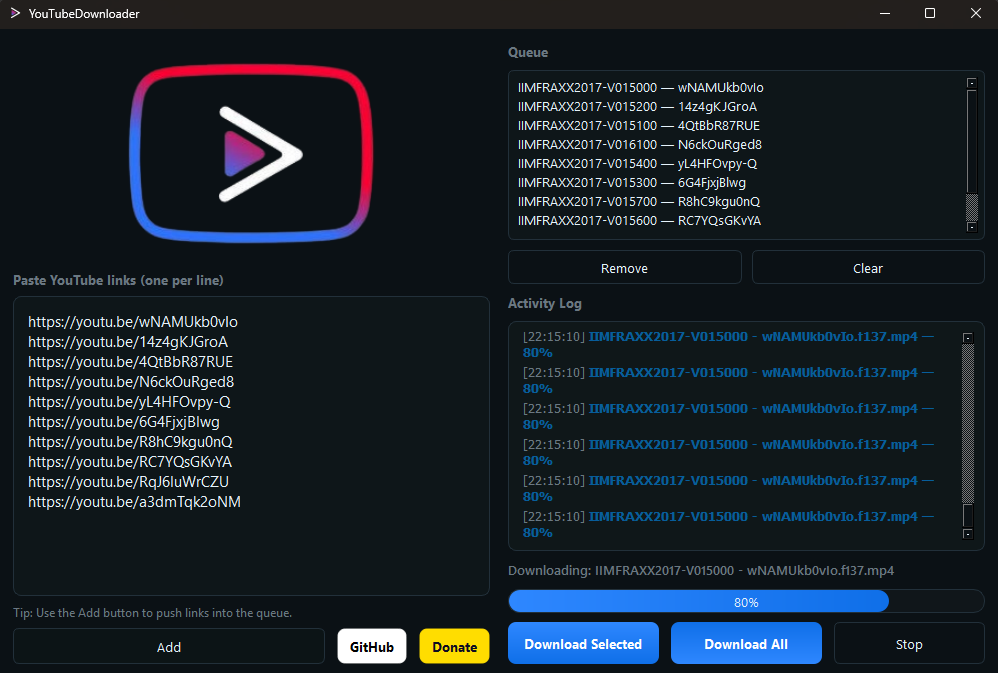 YouTubeDownloader
Paste YouTube links (one per line)
https://youtu.be/wNAMUkb0vIo
https://youtu.be/14z4gKJGroA
https://youtu.be/4QtBbR87RUE
https://youtu.be/N6ckOuRged8
https://youtu.be/yL4HFOvpy-Q
https://youtu.be/6G4FjxjBlwg
https://youtu.be/R8hC9kgu0nQ
https://youtu.be/RC7YQsGKvYA
https://youtu.be/RqJ6IuWrCZU
https://youtu.be/a3dmTqk2oNM
Tip: Use the Add button to push links into the queue.
Add
GitHub
Donate
Queue
IIMFRAXX2017-V015000 — wNAMUkb0vIo
IIMFRAXX2017-V015200 — 14z4gKJGroA
IIMFRAXX2017-V015100 — 4QtBbR87RUE
IIMFRAXX2017-V016100 — N6ckOuRged8
IIMFRAXX2017-V015400 — yL4HFOvpy-Q
IIMFRAXX2017-V015300 — 6G4FjxjBlwg
IIMFRAXX2017-V015700 — R8hC9kgu0nQ
IIMFRAXX2017-V015600 — RC7YQsGKvYA
Remove
Clear
Activity Log
[22:15:10] IIMFRAXX2017-V015000 - wNAMUkb0vIo.f137.mp4 —
80%
[22:15:10] IIMFRAXX2017-V015000 - wNAMUkb0vIo.f137.mp4 —
80%
[22:15:10] IIMFRAXX2017-V015000 - wNAMUkb0vIo.f137.mp4 —
80%
[22:15:10] IIMFRAXX2017-V015000 - wNAMUkb0vIo.f137.mp4 —
80%
[22:15:10] IIMFRAXX2017-V015000 - wNAMUkb0vIo.f137.mp4 —
80%
[22:15:10] IIMFRAXX2017-V015000 - wNAMUkb0vIo.f137.mp4 —
80%
Downloading: IIMFRAXX2017-V015000 - wNAMUkb0vIo.f137.mp4
80%
Download Selected
Download All
Stop